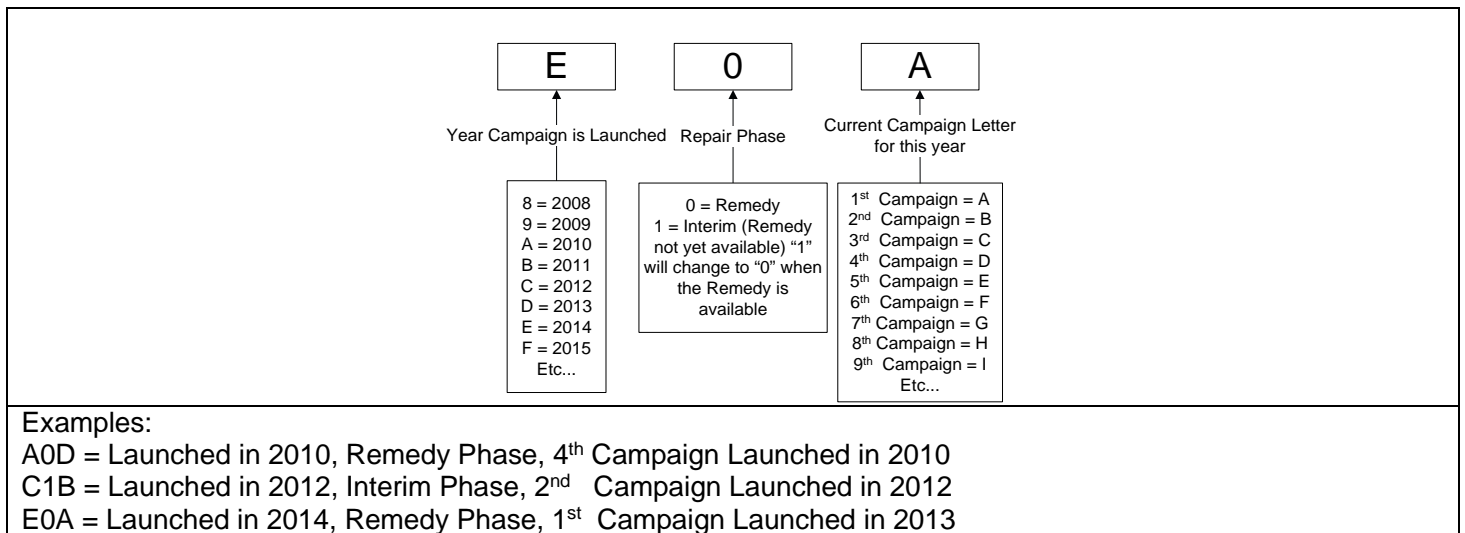 E
0
A
Year Campaign is Launched
Repair Phase
Current Campaign Letter
for this year
8 = 2008
9 = 2009
A = 2010
B = 2011
C = 2012
D = 2013
E = 2014
F = 2015
Etc...
0 = Remedy
1 = Interim (Remedy
not yet available) “1”
will change to “0” when
the Remedy is
available
1st Campaign = A
2nd Campaign = B
3rd Campaign = C
4th Campaign = D
5th Campaign = E
6th Campaign = F
7th Campaign = G
8th Campaign = H
9th Campaign = I
Etc...
Examples:
A0D = Launched in 2010, Remedy Phase, 4th Campaign Launched in 2010
C1B = Launched in 2012, Interim Phase, 2nd Campaign Launched in 2012
E0A = Launched in 2014, Remedy Phase, 1st Campaign Launched in 2013